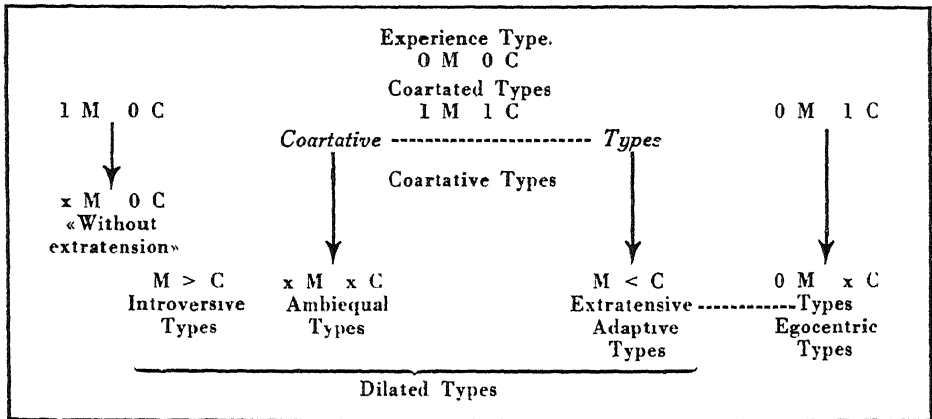 Experience Type.
0 M 0 C
Coartated Types
1 M 0 C 1 M 1 C 0 M 1 C
Coartative Types
Coartative Types
x M 0 C
«Without
extratension»
M > C x M x C M < C 0 M x C
Introversive Ambiequal Extratensive Types
Types Types Adaptive Egocentric
Types Types
Dilated Types